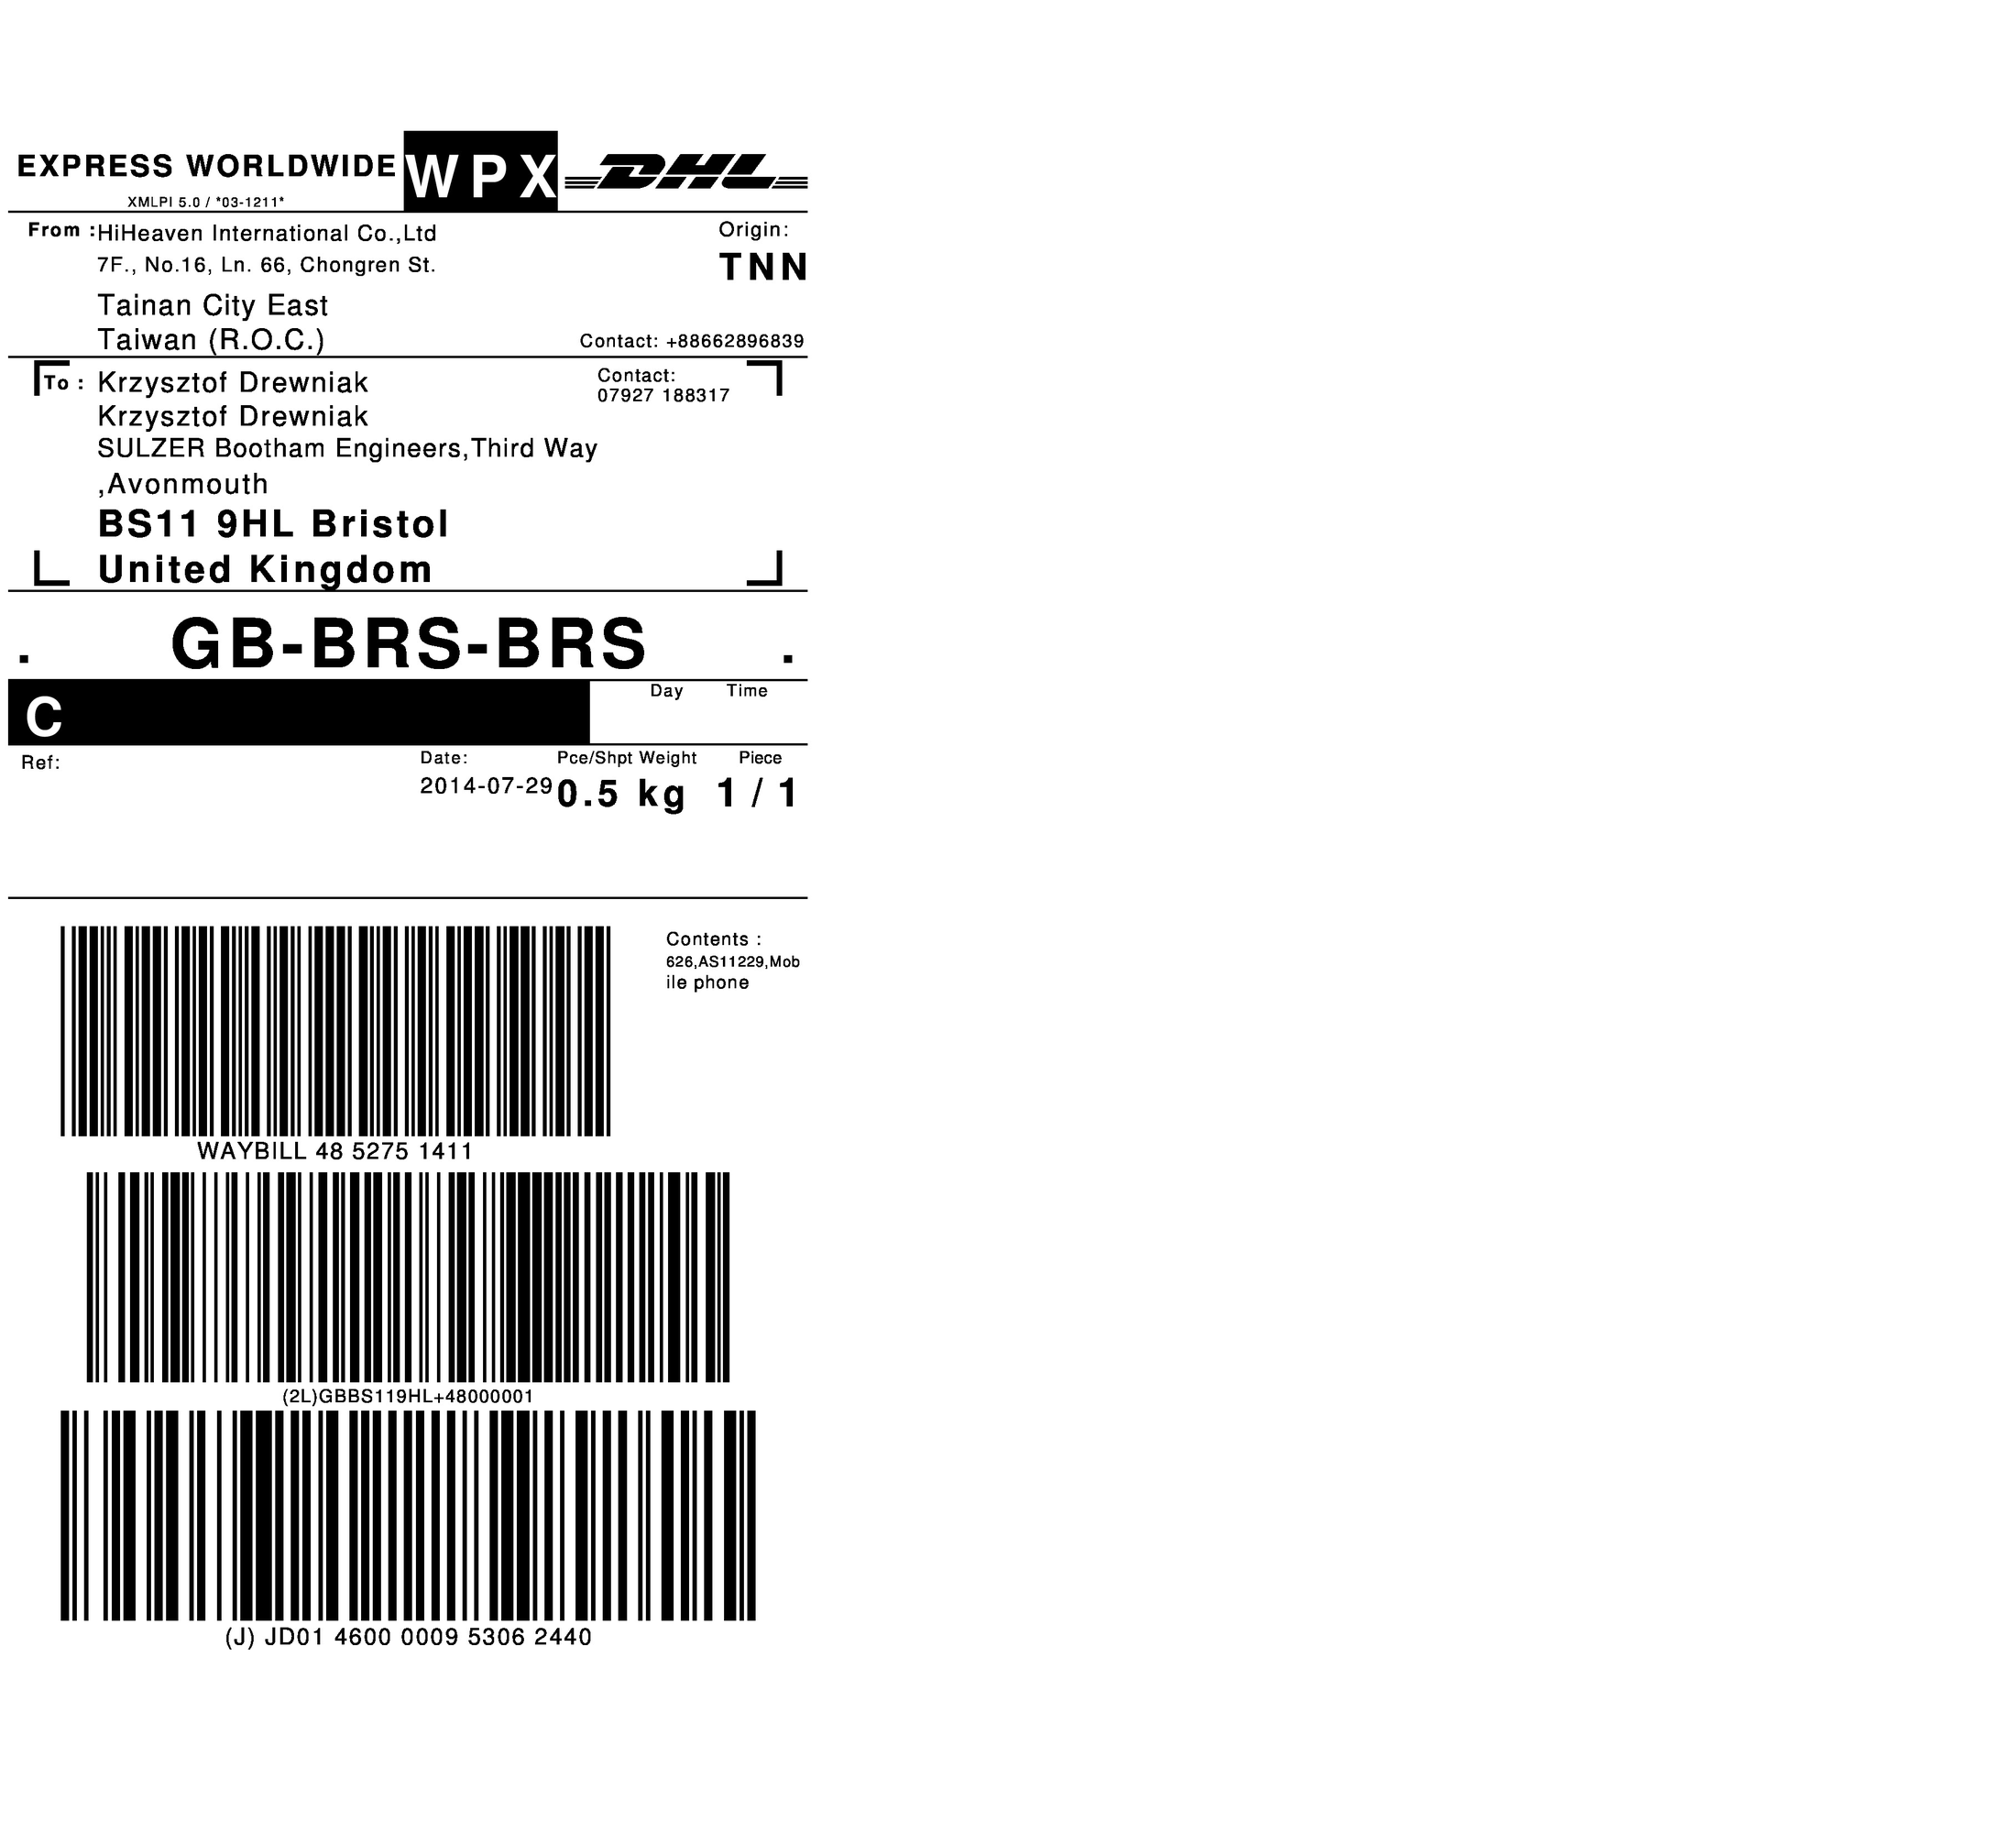 EXPRESS WORLDWIDE WPX DHL
XMLPI 5.0 / *03-1211*
From : HiHeaven International Co.,Ltd
Origin:
7F., No.16, Ln. 66, Chongren St.
TNN
Tainan City East
Taiwan (R.O.C.)
Contact: +88662896839
To : Krzysztof Drewniak
Contact:
07927 188317
Krzysztof Drewniak
SULZER Bootham Engineers,Third Way
,Avonmouth
BS11 9HL Bristol
United Kingdom
. GB-BRS-BRS .
C
Day Time
Ref:
Date: Pce/Shpt Weight Piece
2014-07-29 0.5 kg 1 / 1
Contents :
626,AS11229,Mob
ile phone
WAYBILL 48 5275 1411
(2L)GBBS119HL+48000001
(J) JD01 4600 0009 5306 2440